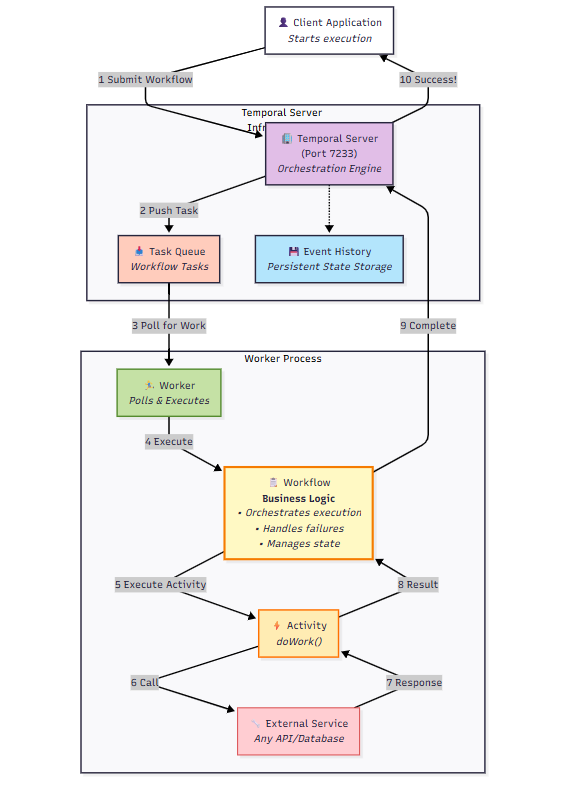 Client Application
Starts execution
1 Submit Workflow
10 Success!
Temporal Server
Temporal Server
(Port 7233)
Orchestration Engine
2 Push Task
Task Queue
Workflow Tasks
Event History
Persistent State Storage
3 Poll for Work
9 Complete
Worker Process
Worker
Polls & Executes
4 Execute
Workflow
Business Logic
• Orchestrates execution
• Handles failures
• Manages state
5 Execute Activity
8 Result
Activity
doWork()
6 Call
7 Response
External Service
Any API/Database